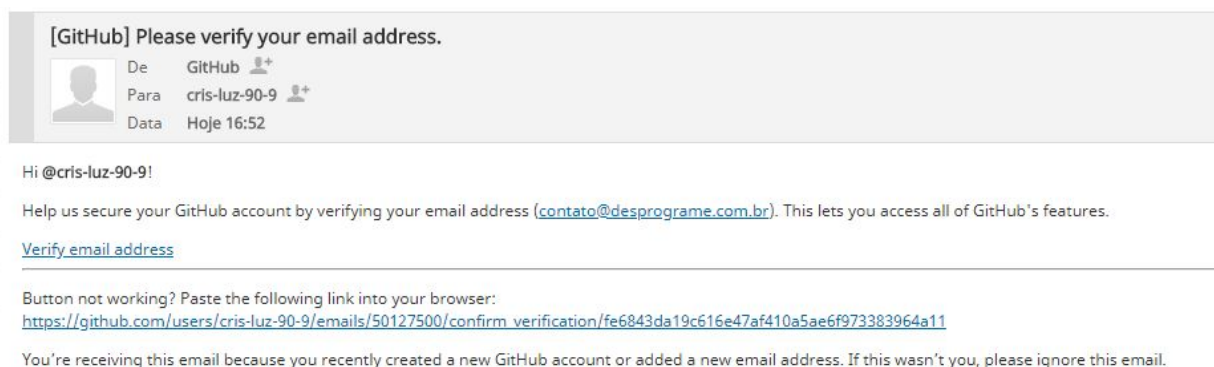 [GitHub] Please verify your email address.
De GitHub
Para cris-luz-90-9
Data Hoje 16:52
Hi @cris-luz-90-9!
Help us secure your GitHub account by verifying your email address (contato@desprograme.com.br). This lets you access all of GitHub's features.
Verify email address
Button not working? Paste the following link into your browser:
https://github.com/users/cris-luz-90-9/emails/50127500/confirm_verification/fe6843da19c616e47af410a5ae6f973383964a11
You're receiving this email because you recently created a new GitHub account or added a new email address. If this wasn't you, please ignore this email.